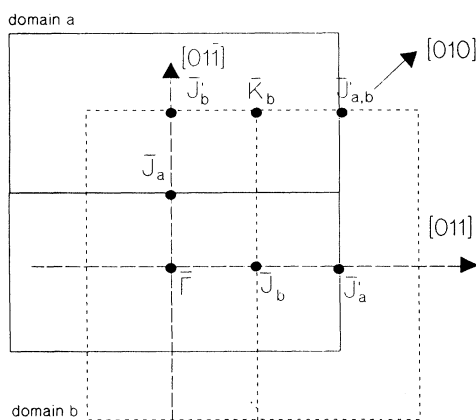 domain a
[011̄] [010]
J̄'b K̄b J̄'a,b
J̄a
[011]
Γ̄ J̄b J̄'a
domain b